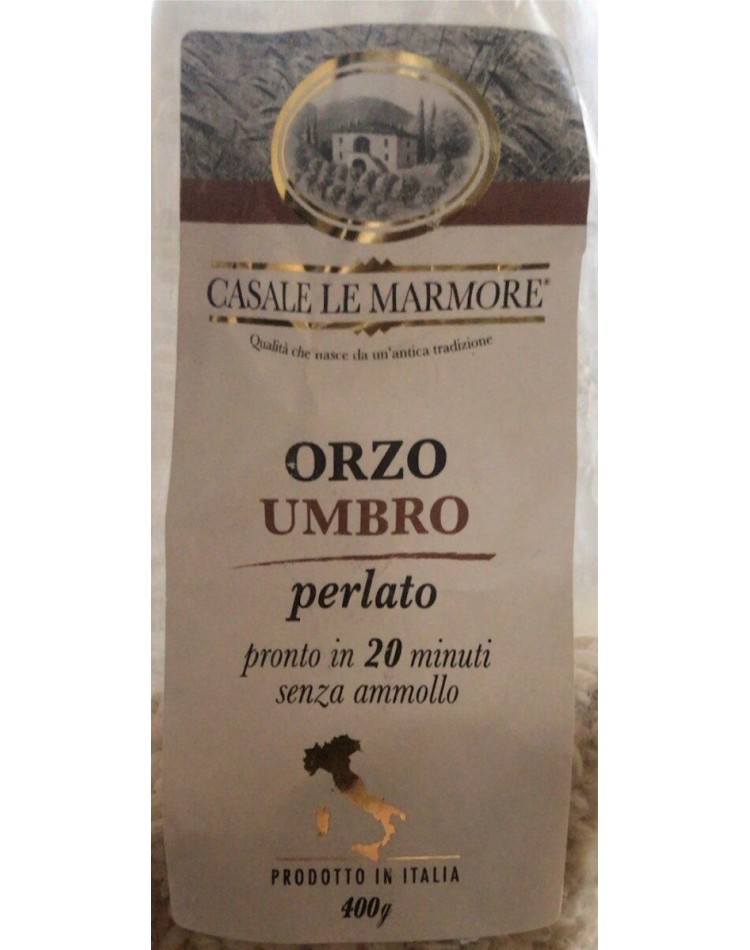 CASALE LE MARMORE®
Qualità che nasce da un'antica tradizione
ORZO
UMBRO
perlato
pronto in 20 minuti
senza ammollo
PRODOTTO IN ITALIA
400g